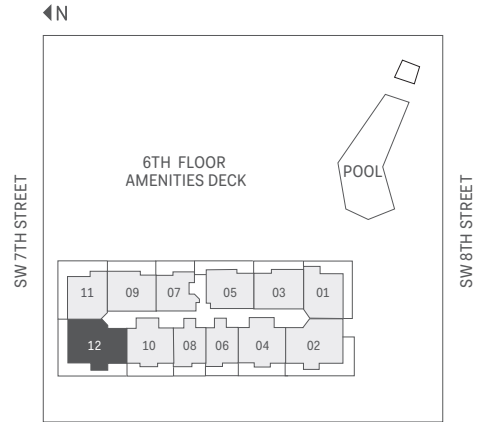 N
SW 7TH STREET
6TH FLOOR
AMENITIES DECK
POOL
SW 8TH STREET
11
09
07
05
03
01
12
10
08
06
04
02